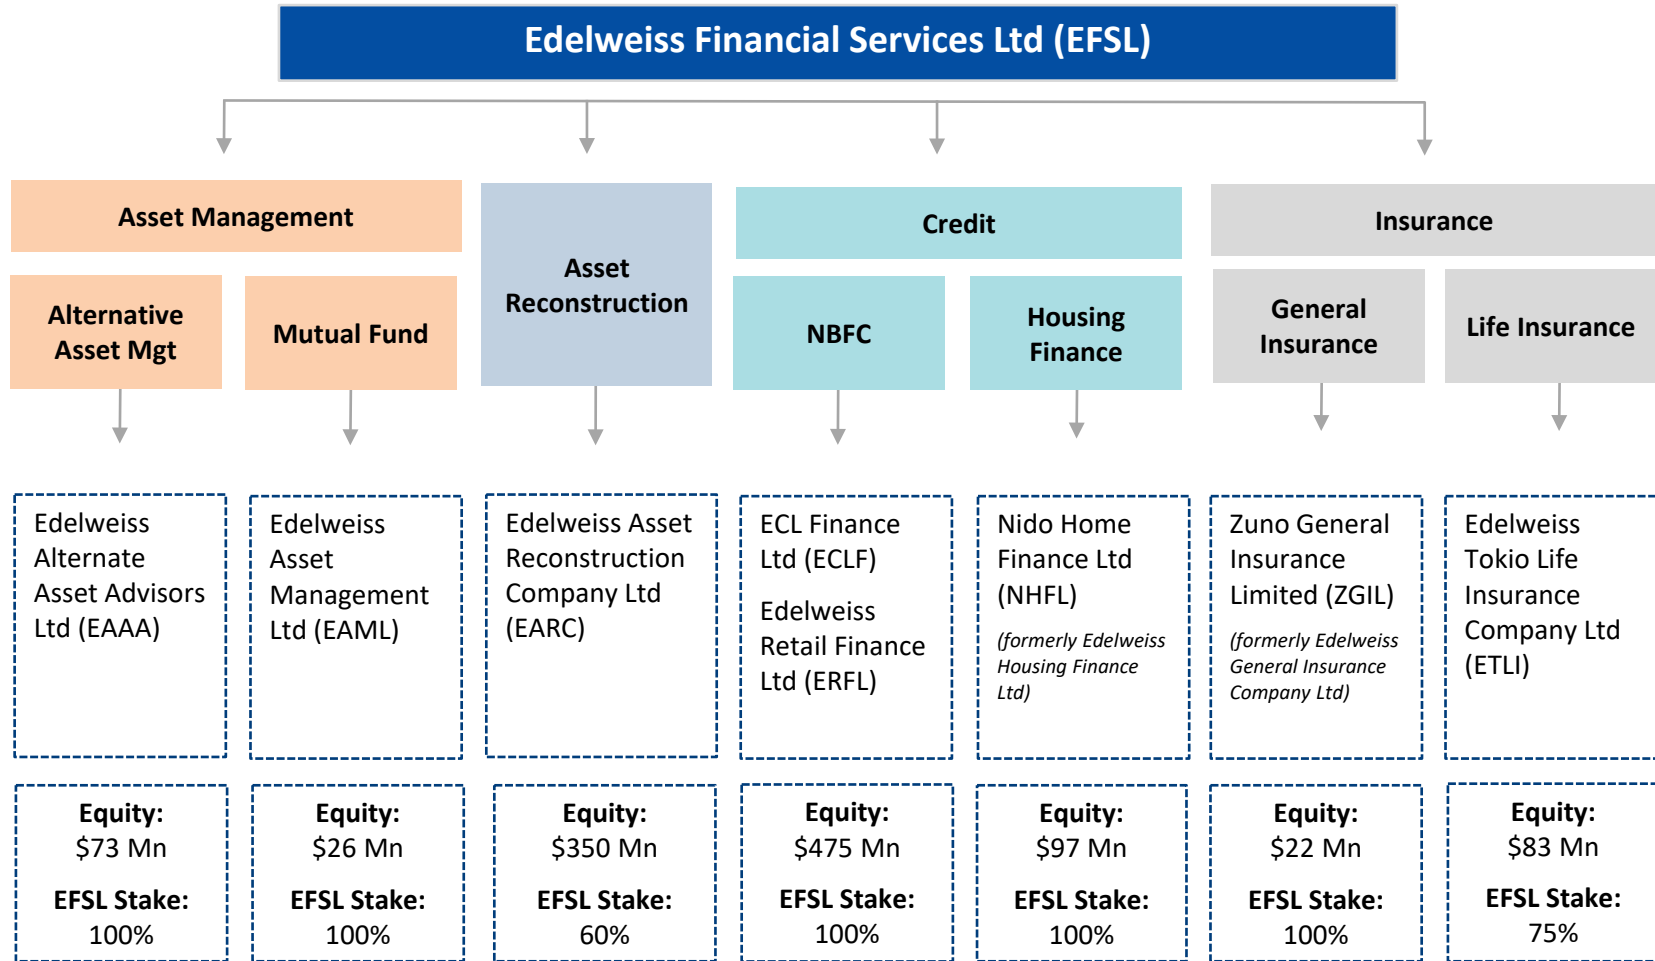 Edelweiss Financial Services Ltd (EFSL)
Asset Management
Asset
Reconstruction
Credit
Insurance
Alternative
Asset Mgt
Mutual Fund
NBFC
Housing
Finance
General
Insurance
Life Insurance
Edelweiss
Alternate
Asset Advisors
Ltd (EAAA)
Edelweiss
Asset
Management
Ltd (EAML)
Edelweiss Asset
Reconstruction
Company Ltd
(EARC)
ECL Finance
Ltd (ECLF)
Edelweiss
Retail Finance
Ltd (ERFL)
Nido Home
Finance Ltd
(NHFL)
(formerly Edelweiss
Housing Finance
Ltd)
Zuno General
Insurance
Limited (ZGIL)
(formerly Edelweiss
General Insurance
Company Ltd)
Edelweiss
Tokio Life
Insurance
Company Ltd
(ETLI)
Equity:
$73 Mn
EFSL Stake:
100%
Equity:
$26 Mn
EFSL Stake:
100%
Equity:
$350 Mn
EFSL Stake:
60%
Equity:
$475 Mn
EFSL Stake:
100%
Equity:
$97 Mn
EFSL Stake:
100%
Equity:
$22 Mn
EFSL Stake:
100%
Equity:
$83 Mn
EFSL Stake:
75%